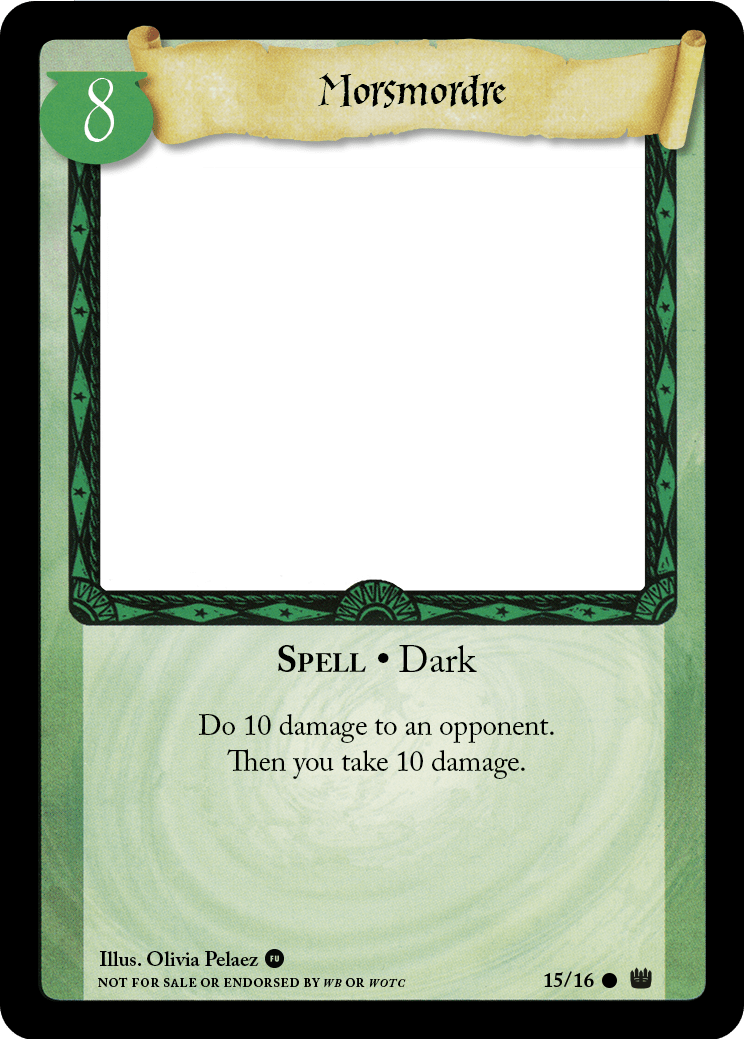 8
Morsmordre
SPELL • Dark
Do 10 damage to an opponent.
Then you take 10 damage.
Illus. Olivia Pelaez FU
NOT FOR SALE OR ENDORSED BY WB OR WOTC
15/16